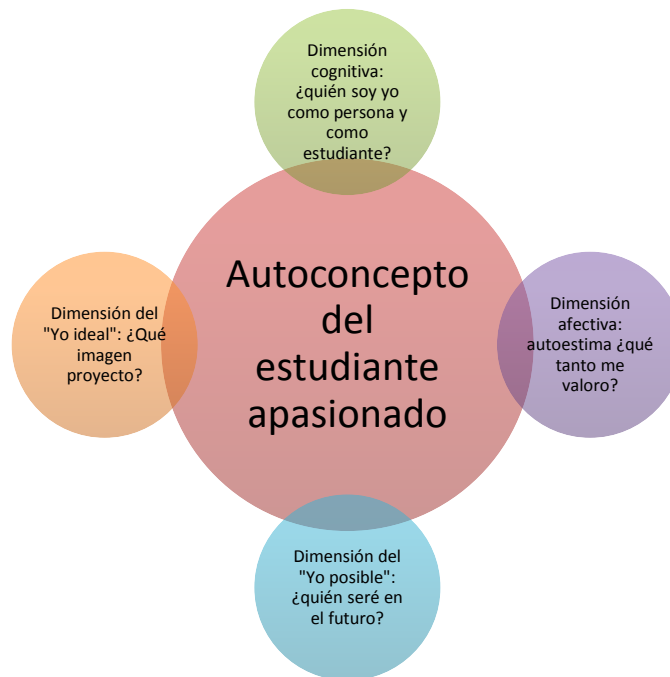 Dimensión
cognitiva:
¿quién soy yo
como persona y
como
estudiante?
Autoconcepto
del
estudiante
apasionado
Dimensión del
"Yo ideal": ¿Qué
imagen
proyecto?
Dimensión
afectiva:
autoestima ¿qué
tanto me
valoro?
Dimensión del
"Yo posible":
¿quién seré en
el futuro?